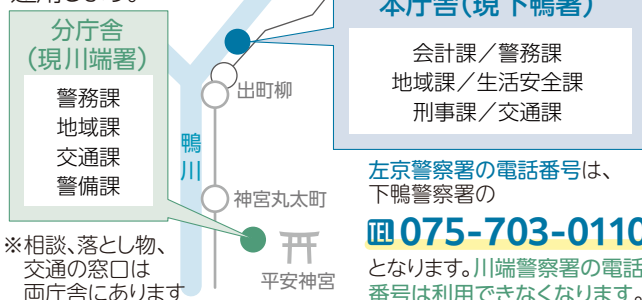 運用します。
分庁舎
(現川端署)
警務課
地域課
交通課
警備課
※相談、落とし物、
交通の窓口は
両庁舎にあります
出町柳
鴨川
神宮丸太町
平安神宮
本庁舎(現 下鴨署)
会計課/警務課
地域課/生活安全課
刑事課/交通課
左京警察署の電話番号は、
下鴨警察署の
TEL 075-703-0110
となります。川端警察署の電話
番号は利用できなくなります。